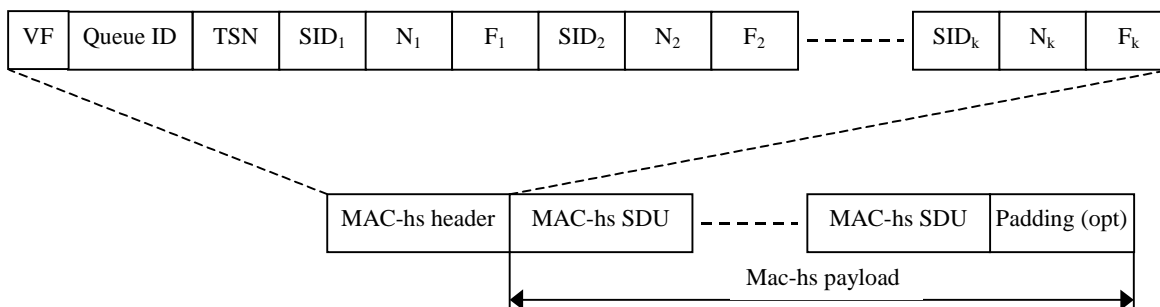 VF Queue ID TSN SID₁ N₁ F₁ SID₂ N₂ F₂ SIDₖ Nₖ Fₖ
MAC-hs header MAC-hs SDU MAC-hs SDU Padding (opt)
Mac-hs payload